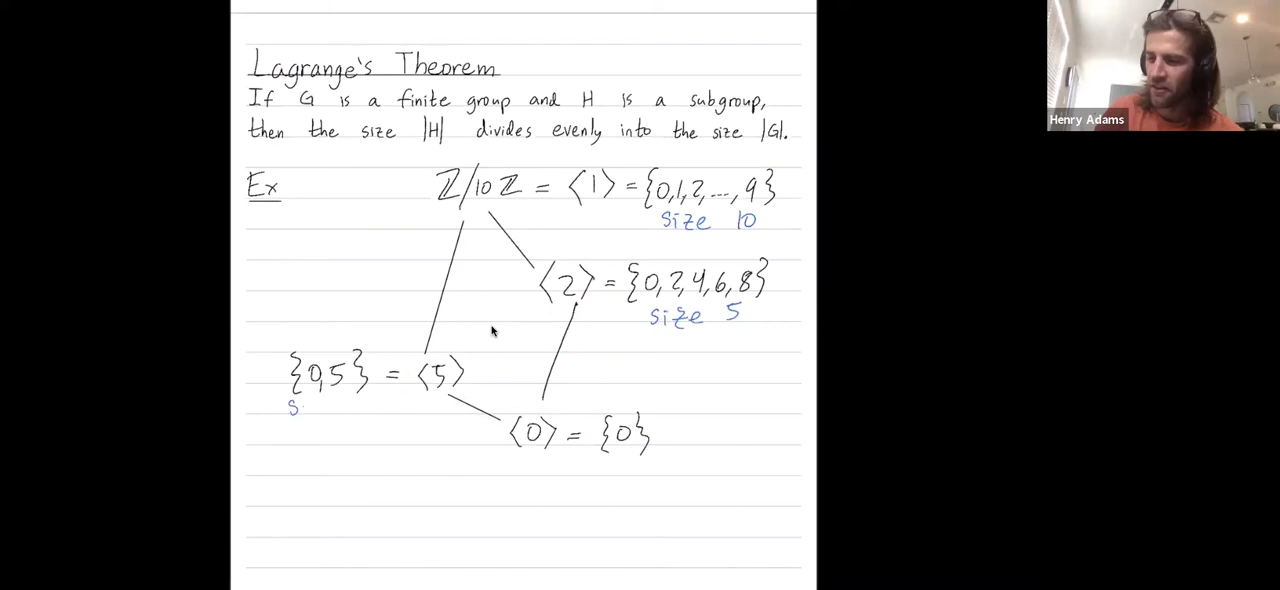 Lagrange's Theorem
If G is a finite group and H is a subgroup,
then the size |H| divides evenly into the size |G|.
Ex ℤ/10ℤ = ⟨1⟩ = {0,1,2,...,9}
size 10
⟨2⟩ = {0,2,4,6,8}
size 5
{0,5} = ⟨5⟩
s
⟨0⟩ = {0}
Henry Adams